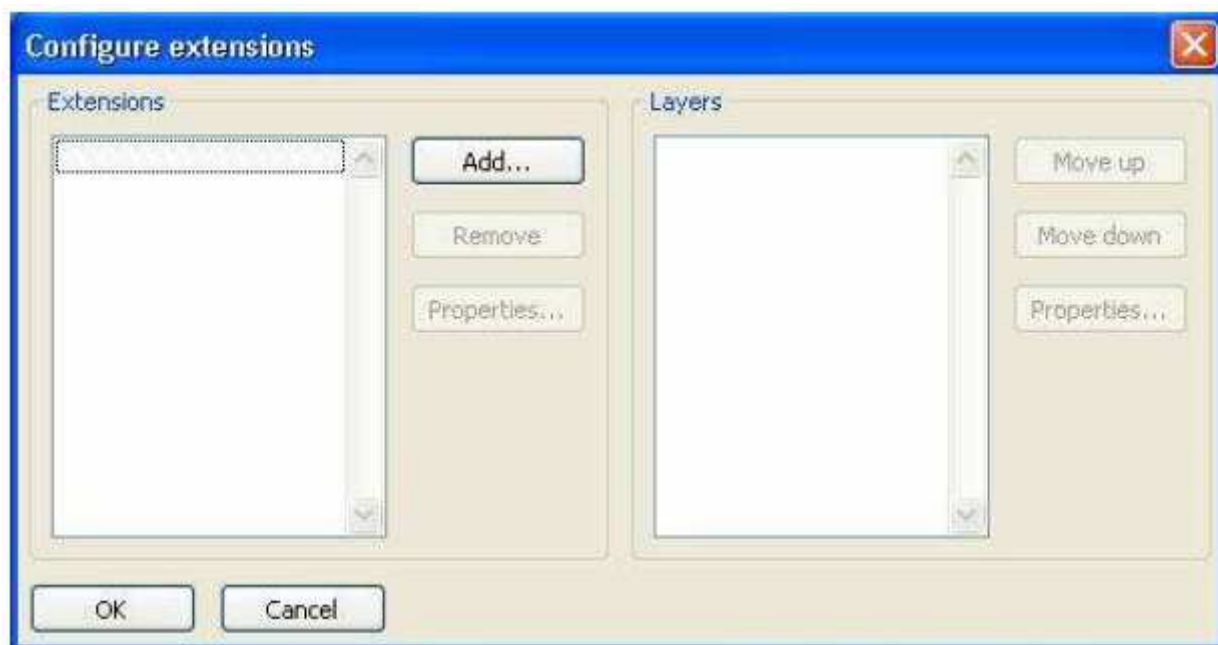 Configure extensions
Extensions
Add...
Remove
Properties...
Layers
Move up
Move down
Properties...
OK
Cancel